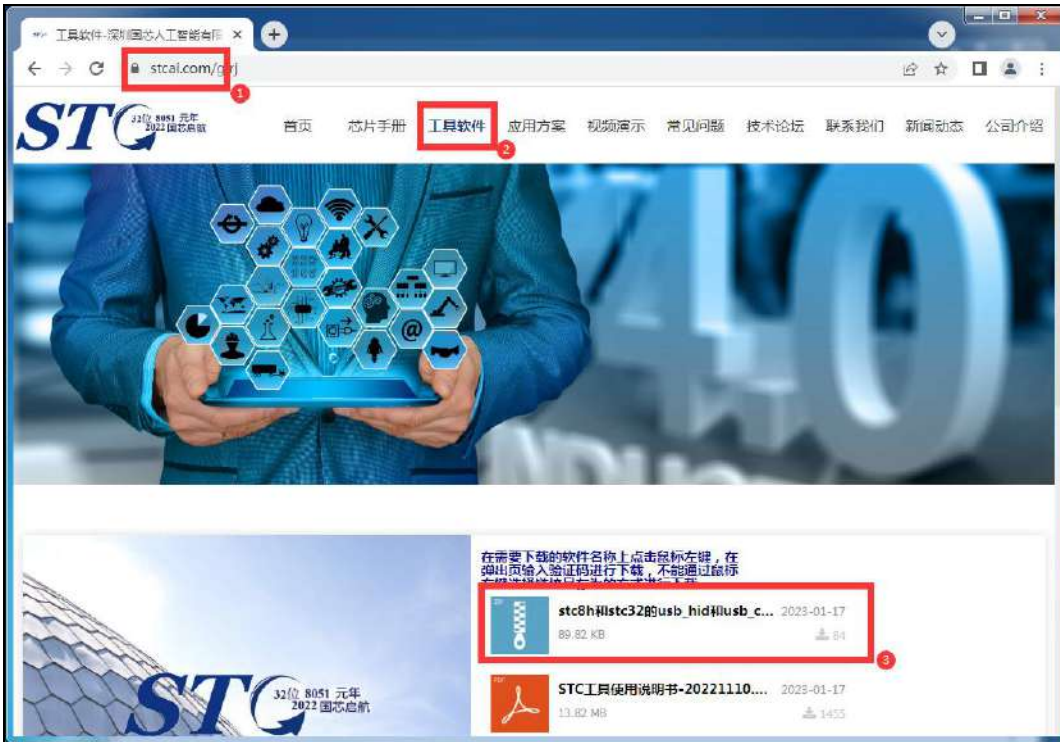 工具软件-深圳国芯人工智能有限
stcai.com/gjrj
1
STC
32位 8051 元年
2022 国芯启航
首页 芯片手册 工具软件 应用方案 视频演示 常见问题 技术论坛 联系我们 新闻动态 公司介绍
2
4.0
在需要下载的软件名称上点击鼠标左键，在
弹出页输入验证码进行下载，不能通过鼠标
stc8h和stc32的usb_hid和usb_c... 2023-01-17
89.82 KB 84
3
STC
32位 8051 元年
2022 国芯启航
PDF
STC工具使用说明书-20221110.... 2023-01-17
13.82 MB 1455